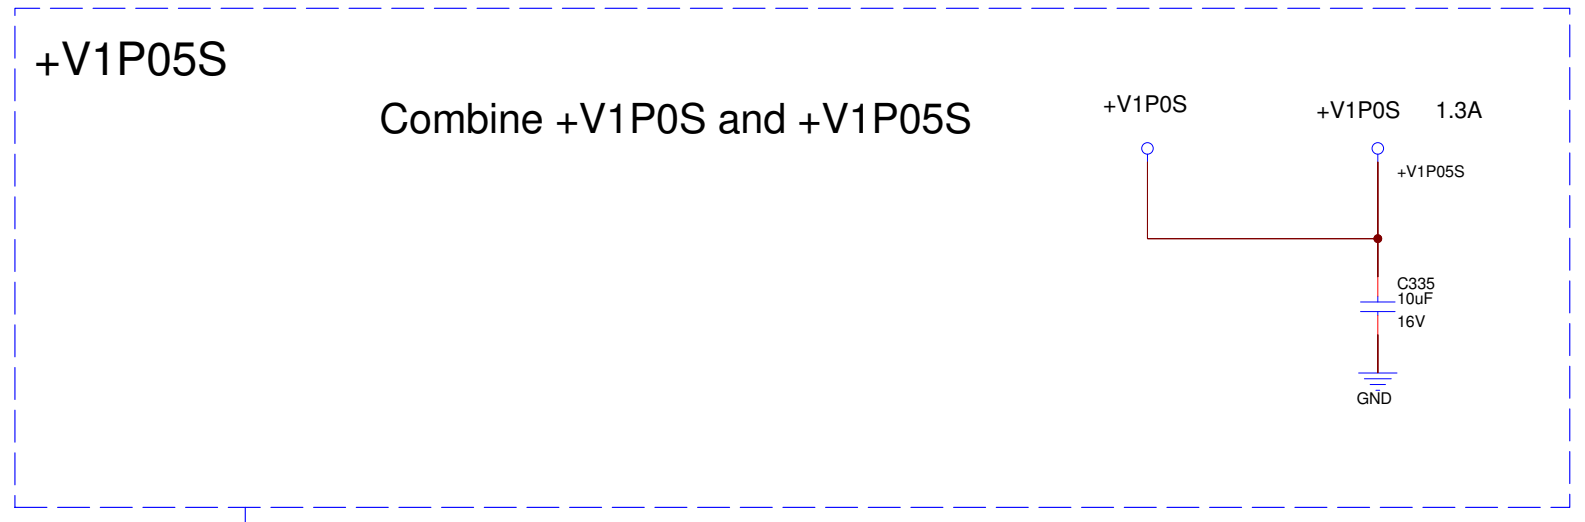 +V1P05S
Combine +V1P0S and +V1P05S
+V1P0S
+V1P0S 1.3A
+V1P05S
C335
10uF
16V
GND